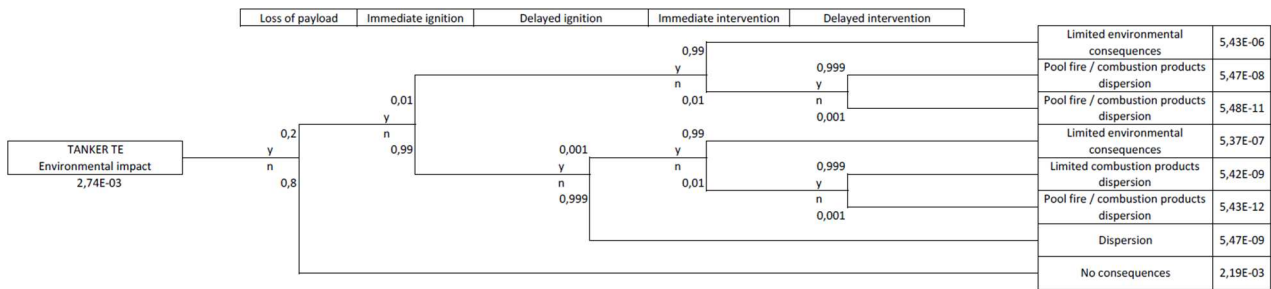 Loss of payload
Immediate ignition
Delayed ignition
Immediate intervention
Delayed intervention
Limited environmental
consequences
5,43E-06
0,99
y
n
0,01
0,999
y
n
0,001
Pool fire / combustion products
dispersion
5,47E-08
Pool fire / combustion products
dispersion
5,48E-11
0,01
y
n
0,99
TANKER TE
Environmental impact
2,74E-03
0,2
y
n
0,8
0,001
y
n
0,999
0,99
y
n
0,01
0,999
y
n
0,001
Limited environmental
consequences
5,37E-07
Limited combustion products
dispersion
5,42E-09
Pool fire / combustion products
dispersion
5,43E-12
Dispersion
5,47E-09
No consequences
2,19E-03